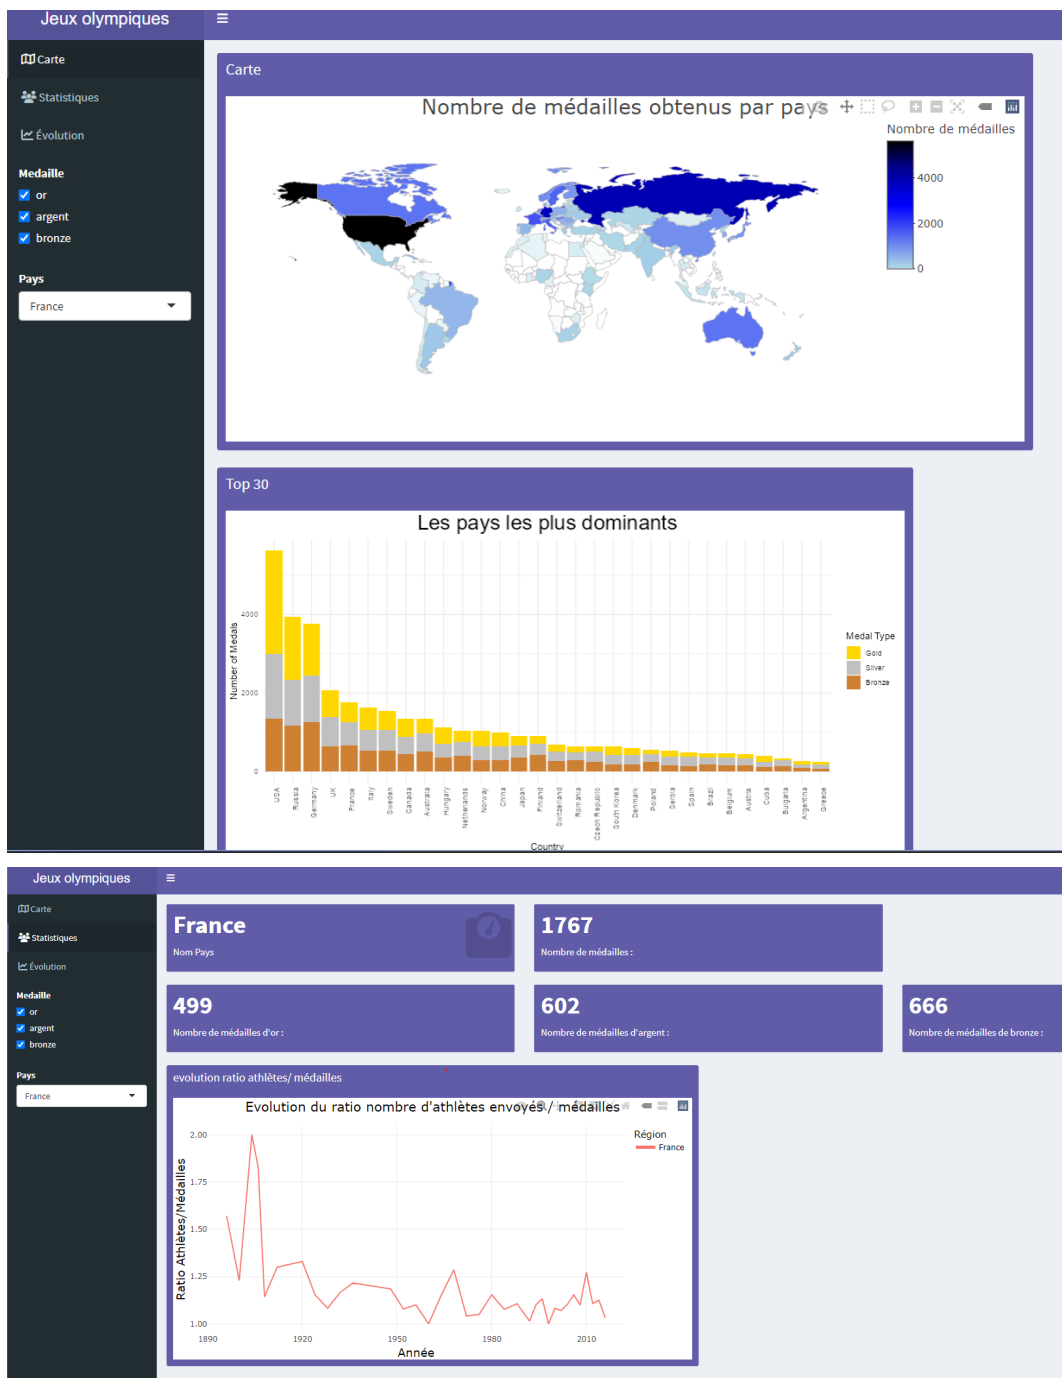 Jeux olympiques
Carte
Statistiques
Évolution
Medaille
or
argent
bronze
Pays
France
Carte
Nombre de médailles obtenus par pays
Nombre de médailles
4000
2000
0
Top 30
Les pays les plus dominants
Number of Medals
4000
2000
0
Medal Type
Gold
Silver
Bronze
USA
Russia
Germany
UK
France
Italy
Sweden
Canada
Australia
Hungary
Netherlands
Norway
China
Japan
Finland
Switzerland
Romania
Czech Republic
South Korea
Denmark
Poland
Serbia
Spain
Brazil
Belgium
Austria
Cuba
Bulgaria
Argentina
Greece
Country
Jeux olympiques
Carte
Statistiques
Évolution
Medaille
or
argent
bronze
Pays
France
France
Nom Pays
1767
Nombre de médailles :
499
Nombre de médailles d'or :
602
Nombre de médailles d'argent :
666
Nombre de médailles de bronze :
evolution ratio athlètes/ médailles
Evolution du ratio nombre d'athlètes envoyés / médailles
Région
France
Ratio Athlètes/Médailles
2.00
1.75
1.50
1.25
1.00
1890
1920
1950
1980
2010
Année